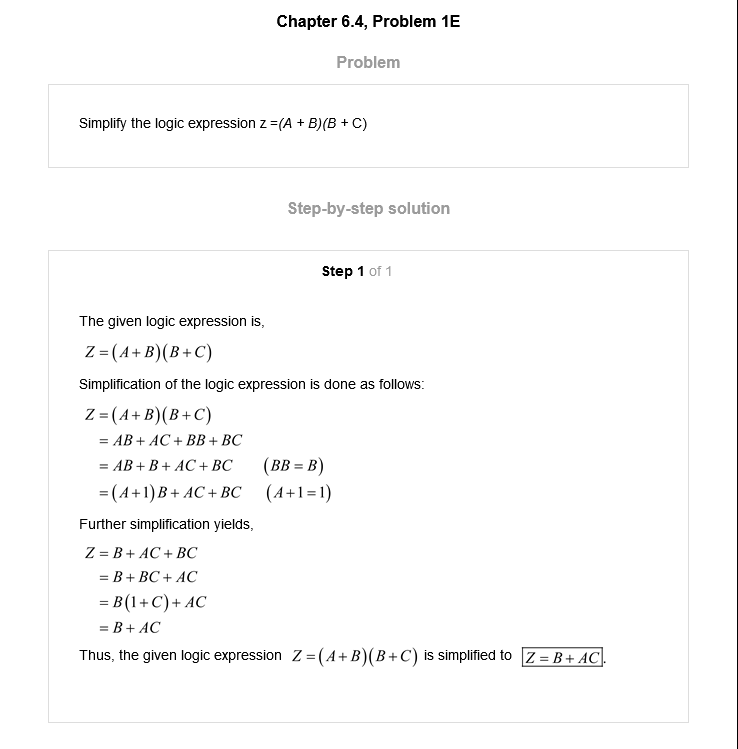 Chapter 6.4, Problem 1E
Problem
Simplify the logic expression z =(A + B)(B + C)
Step-by-step solution
Step 1 of 1
The given logic expression is,
Z = (A + B)(B + C)
Simplification of the logic expression is done as follows:
Z = (A + B)(B + C)
= AB + AC + BB + BC
= AB + B + AC + BC (BB = B)
= (A + 1)B + AC + BC (A + 1 = 1)
Further simplification yields,
Z = B + AC + BC
= B + BC + AC
= B(1 + C) + AC
= B + AC
Thus, the given logic expression Z = (A + B)(B + C) is simplified to Z = B + AC.